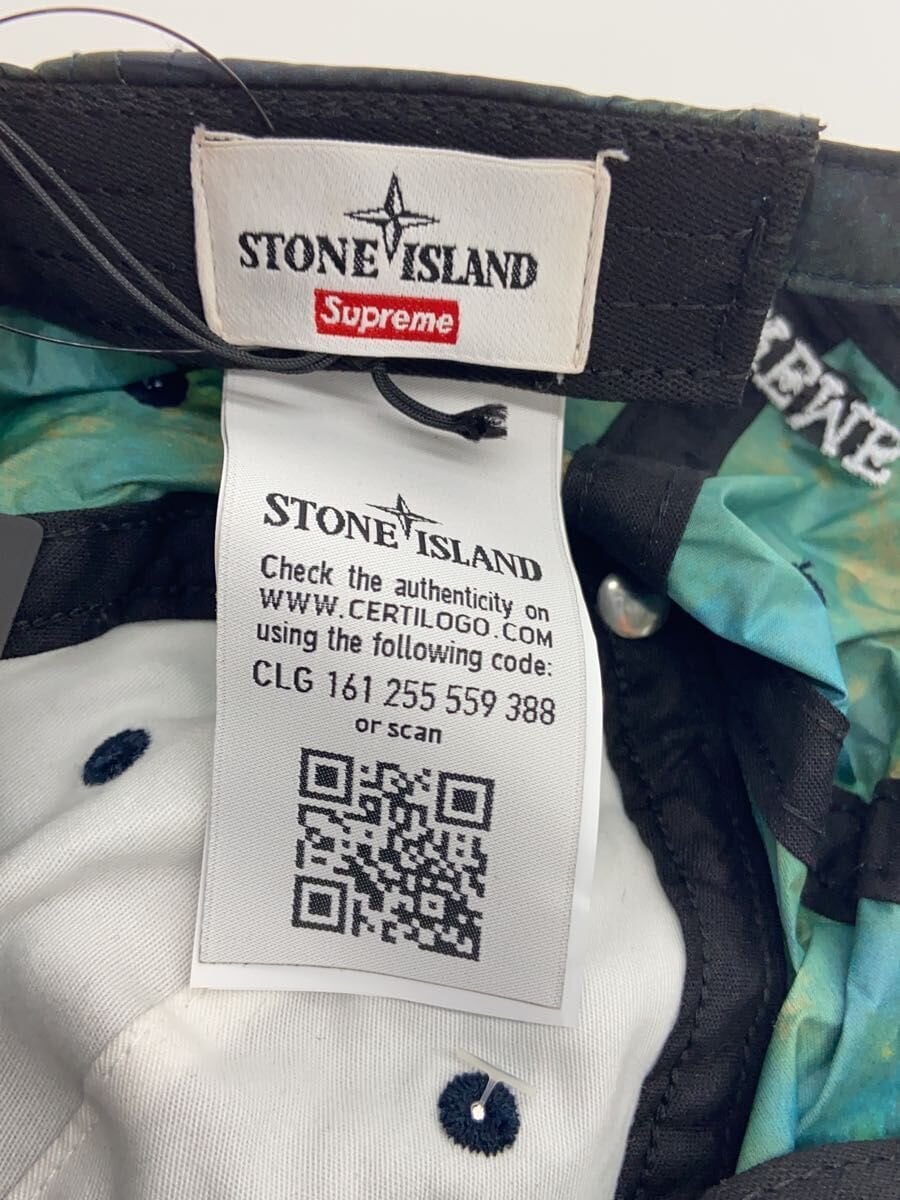 STONE ISLAND
Supreme
STONE ISLAND
Check the authenticity on
WWW.CERTILOGO.COM
using the following code:
CLG 161 255 559 388
or scan